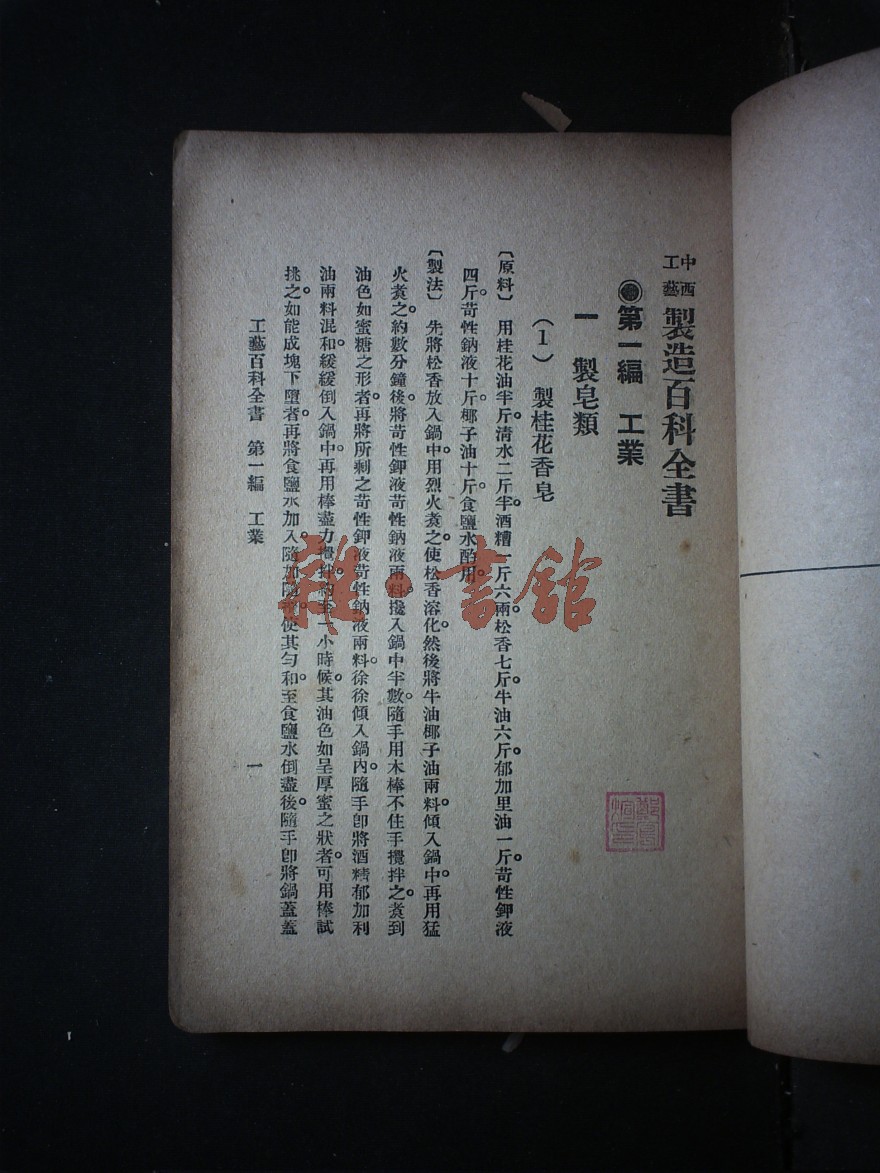 中西工藝 製造百科全書
第一編 工業
一 製皂類
(1) 製桂花香皂
〔原料〕 用桂花油半斤。清水二斤半。酒糟一斤六兩。松香七斤。牛油六斤。郁加里油一斤。苛性鉀液
四斤。苛性鈉液十斤。椰子油十斤。食鹽水酌用。
〔製法〕 先將松香放入鍋中。用烈火煮之。使松香溶化。然後將牛油椰子油兩料。傾入鍋中。再用猛
火煮之。約數分鐘後。將苛性鉀液苛性鈉液兩料。攙入鍋中半數。隨手用木棒不住手攪拌之。煮到
油色如蜜糖之形者。再將所剩之苛性鉀液苛性鈉液兩料。徐徐傾入鍋內。隨手卽將酒精郁加利
油兩料混和。緩緩倒入鍋中。再用棒盡力攪拌。約至一小時候。其油色如呈厚蜜之狀者。可用棒試
挑之。如能成塊下墮者。再將食鹽水加入。隨加隨 使其勻和。至食鹽水倒盡後。隨手卽將鍋蓋蓋
工藝百科全書 第一編 工業 一
雜·書館